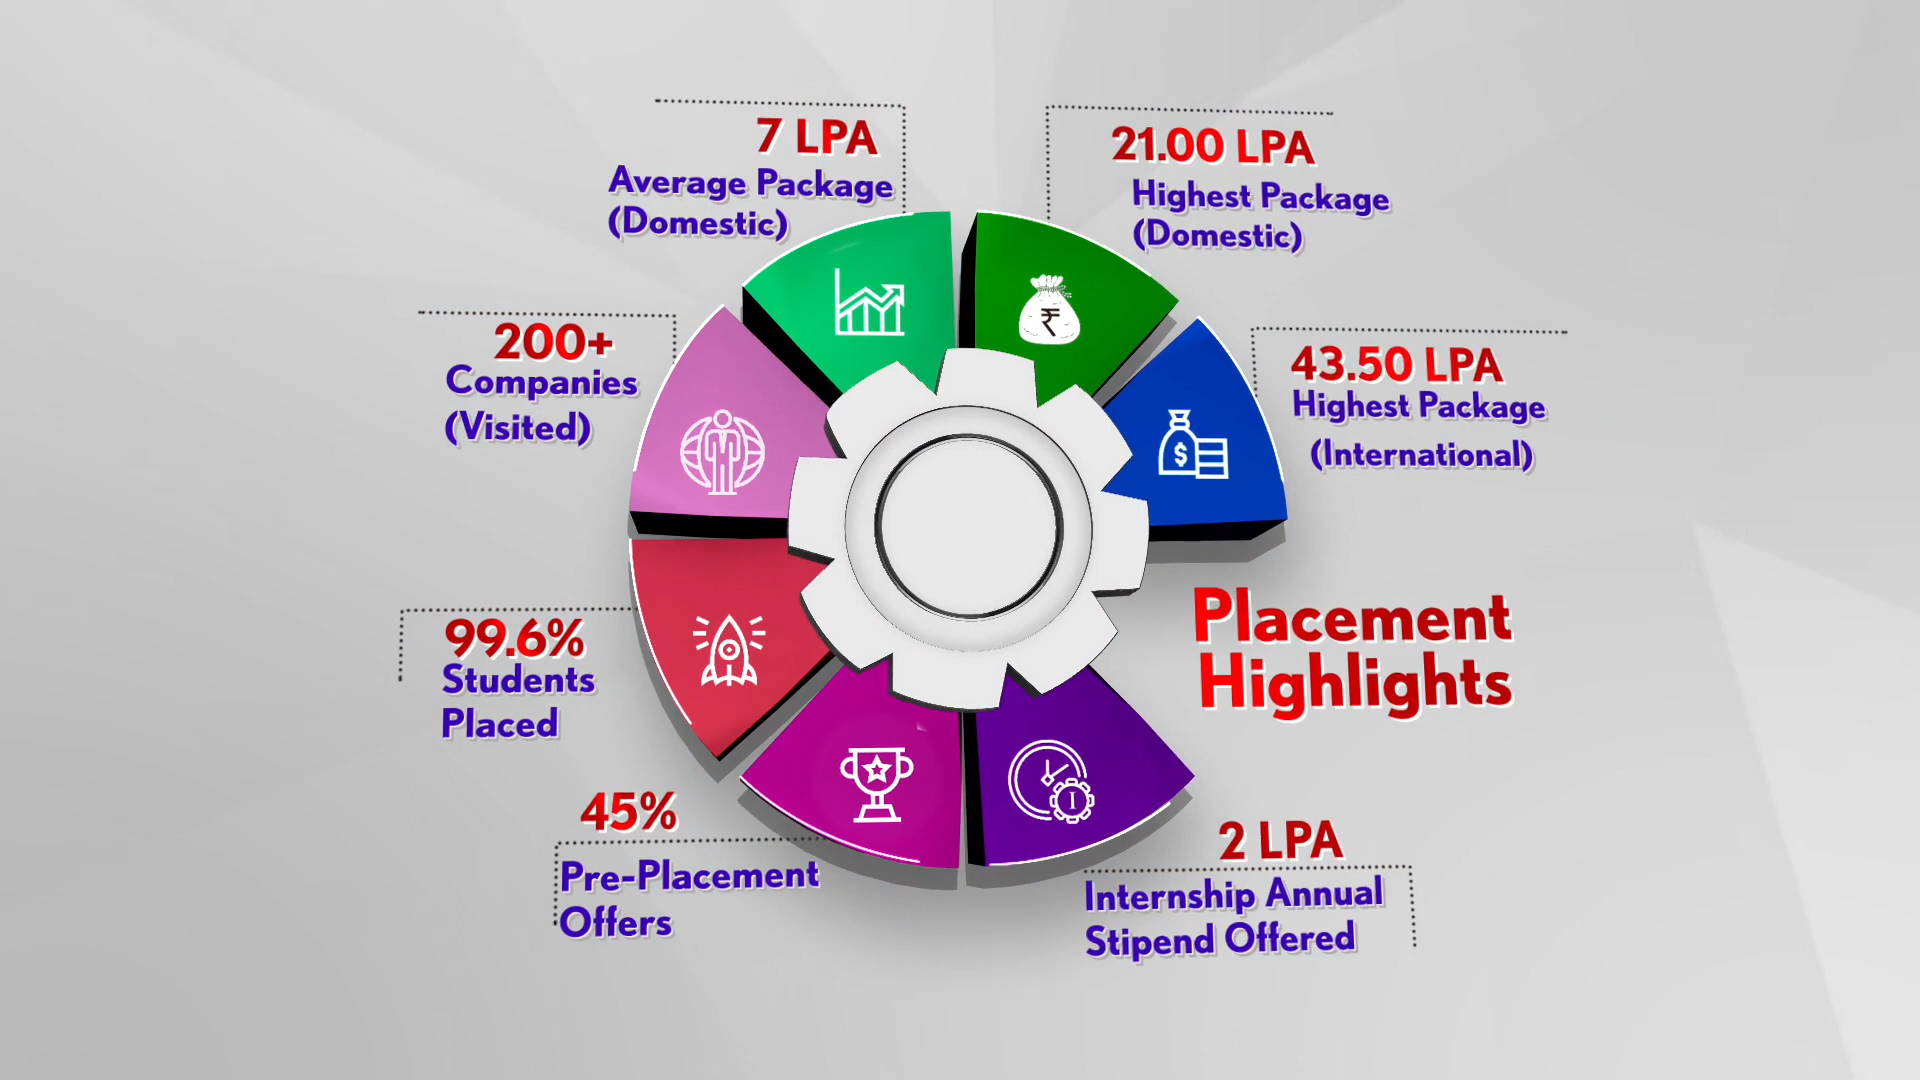 7 LPA
Average Package
(Domestic)
21.00 LPA
Highest Package
(Domestic)
200+
Companies
(Visited)
₹
43.50 LPA
Highest Package
(International)
$
99.6%
Students
Placed
Placement
Highlights
45%
Pre-Placement
Offers
I
2 LPA
Internship Annual
Stipend Offered